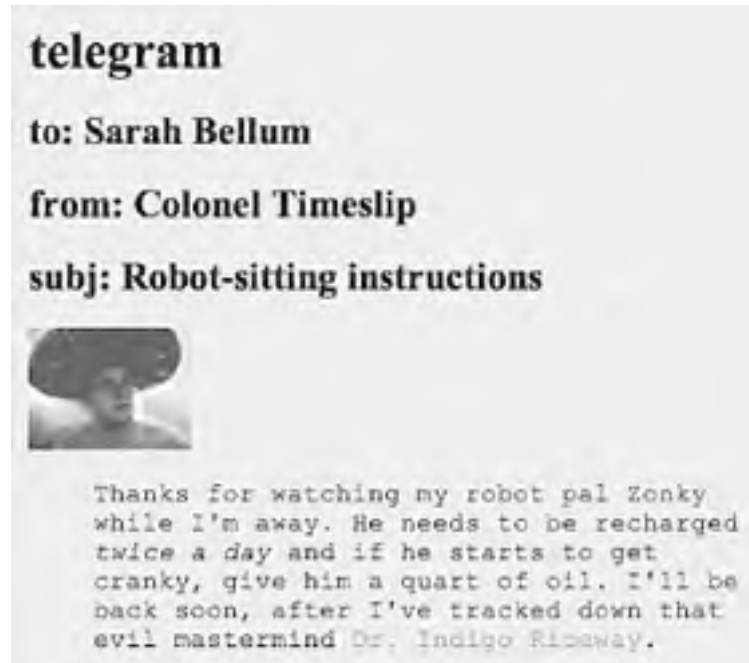 telegram
to: Sarah Bellum
from: Colonel Timeslip
subj: Robot-sitting instructions
Thanks for watching my robot pal Zonky
while I'm away. He needs to be recharged
twice a day and if he starts to get
cranky, give him a quart of oil. I'll be
back soon, after I've tracked down that
evil mastermind Dr. Indigo